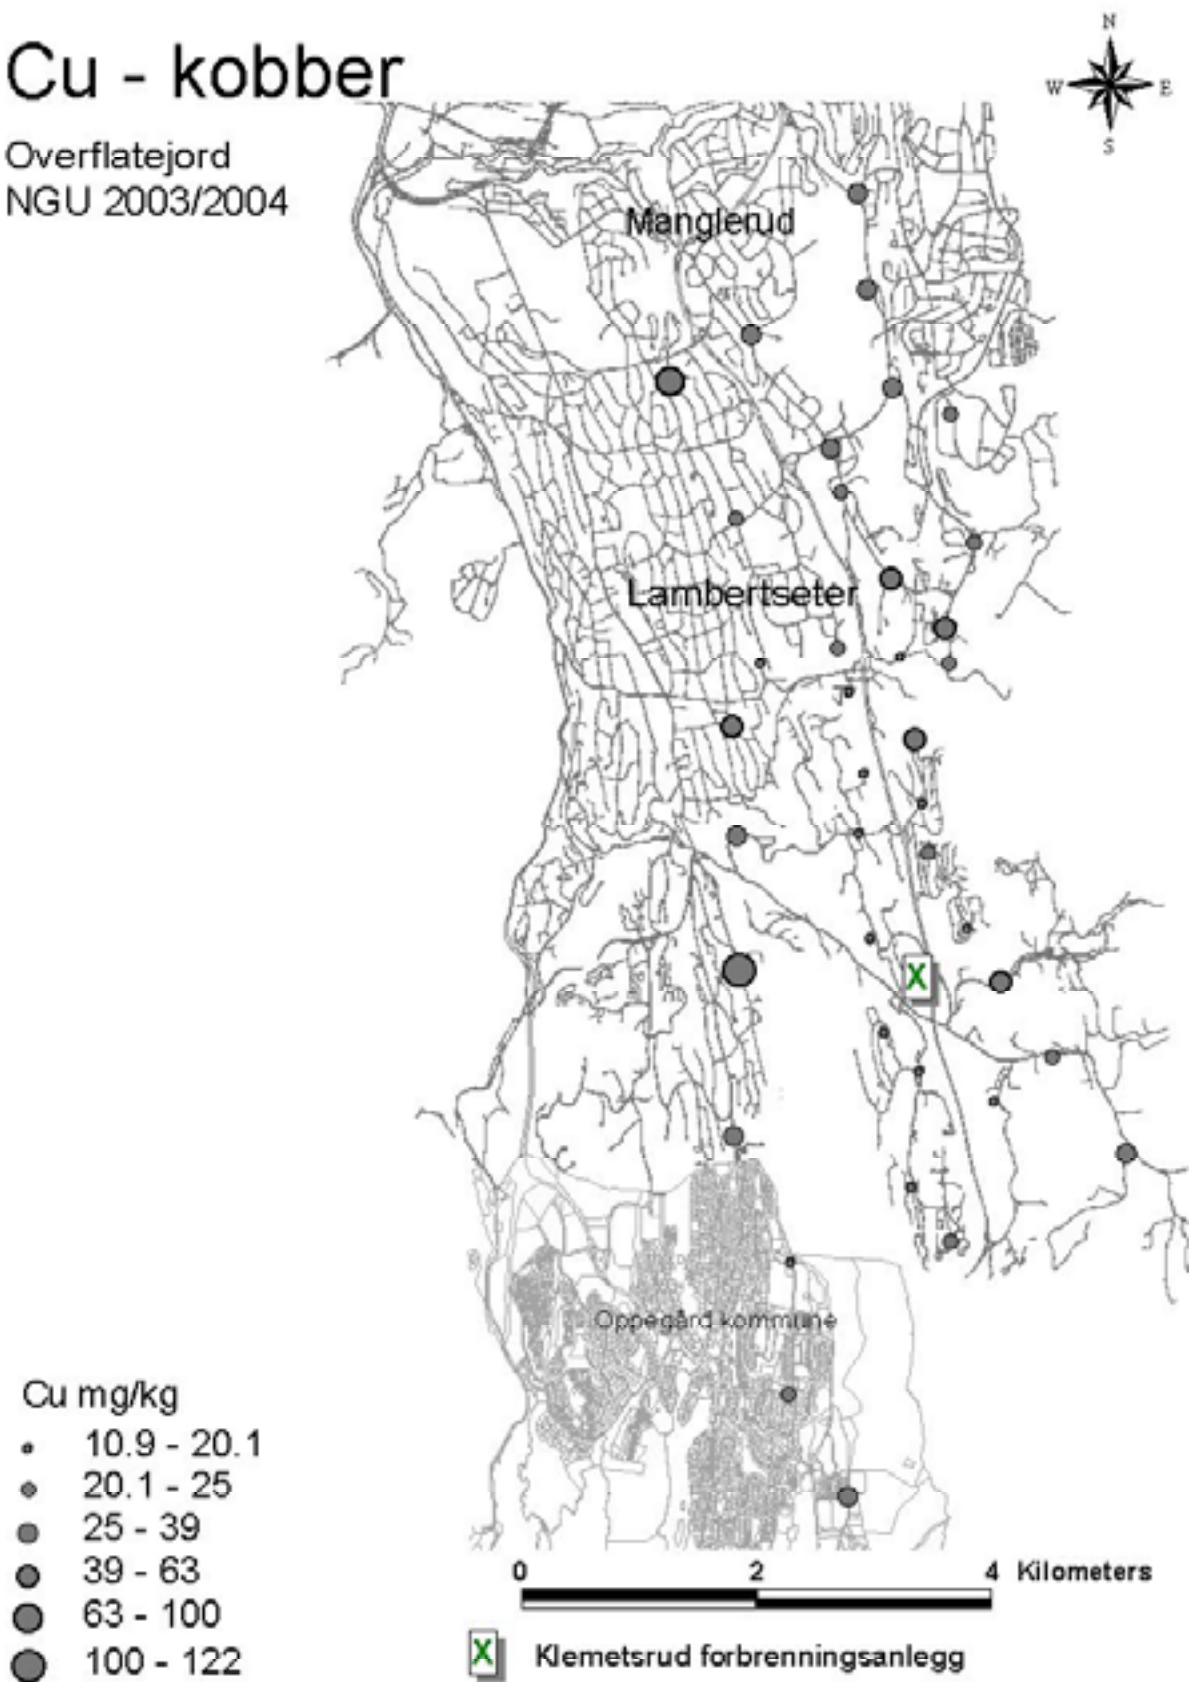 Cu - kobber
Overflatejord
NGU 2003/2004
N
W E
S
Manglerud
Lambertseter
X
Oppegård kommune
Cu mg/kg
10.9 - 20.1
20.1 - 25
25 - 39
39 - 63
63 - 100
100 - 122
0 2 4 Kilometers
X Klemetsrud forbrenningsanlegg